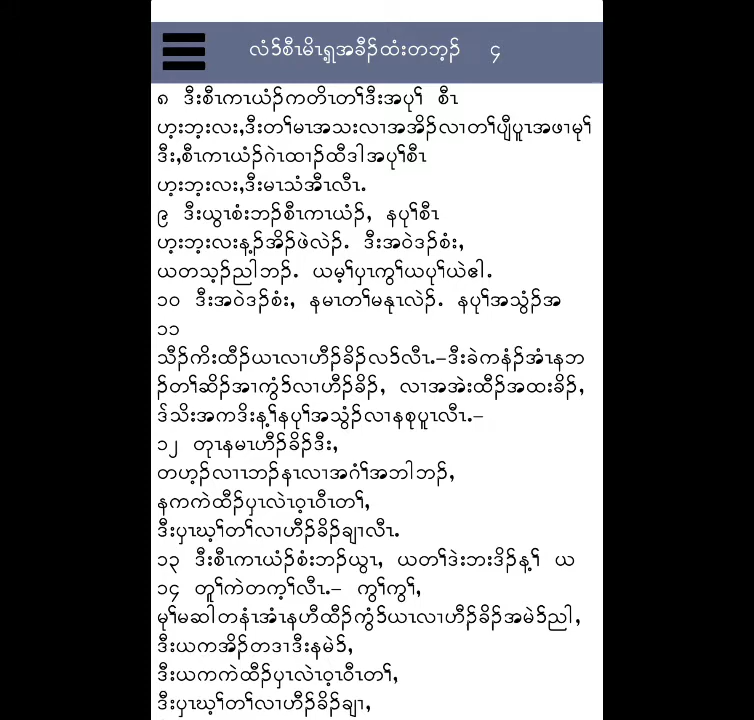 လံာ်စီၤမိၤၡ့အခီၣ်ထံးတဘ့ၣ် ၄
၈ ဒီးစီၤကၤယံၣ်ကတိၤတၢ်ဒီးအပုၢ် စီၤ
ဟ့းဘ့းလး,ဒီးတၢ်မၤအသးလၢအအိၣ်လၢတၢ်ပျီပူၤအဖၢမုၢ်
ဒီး,စီၤကၤယံၣ်ဂဲၤထၢၣ်ထီဒါအပုၢ်စီၤ
ဟ့းဘ့းလး,ဒီးမၤသံအီၤလီၤ.
၉ ဒီးယွၤစံးဘၣ်စီၤကၤယံၣ်, နပုၢ်စီၤ
ဟ့းဘ့းလးန့ၣ်အိၣ်ဖဲလဲၣ်. ဒီးအဝဲဒၣ်စံး,
ယတသ့ၣ်ညါဘၣ်. ယမ့ၢ်ပှၤကွၢ်ယပုၢ်ယဲဧါ.
၁၀ ဒီးအဝဲဒၣ်စံး, နမၤတၢ်မနုၤလဲၣ်. နပုၢ်အသွံၣ်အ
၁၁
သီၣ်ကိးထီၣ်ယၤလၢဟီၣ်ခိၣ်လာ်လီၤ.–ဒီးခဲကနံၣ်အံၤနဘ
ၣ်တၢ်ဆိၣ်အၢကွံာ်လၢဟီၣ်ခိၣ်, လၢအအဲးထီၣ်အထးခိၣ်,
ဒ်သိးအကဒိးန့ၢ်နပုၢ်အသွံၣ်လၢနစုပူၤလီၤ.–
၁၂ တုၤနမၤဟီၣ်ခိၣ်ဒီး,
တဟ့ၣ်လၢၤဘၣ်နၤလၢအဂံၢ်အဘါဘၣ်,
နကကဲထီၣ်ပှၤလဲၤဝ့ၤဝီၤတၢ်,
ဒီးပှၤဃ့ၢ်တၢ်လၢဟီၣ်ခိၣ်ချၢလီၤ.
၁၃ ဒီးစီၤကၤယံၣ်စံးဘၣ်ယွၤ, ယတၢ်ဒဲးဘးဒိၣ်န့ၢ် ယ
၁၄ တူၢ်ကဲတက့ၢ်လီၤ.– ကွၢ်ကွၢ်,
မုၢ်မဆါတနံၤအံၤနဟီထီၣ်ကွံာ်ယၤလၢဟီၣ်ခိၣ်အမဲာ်ညါ,
ဒီးယကအိၣ်တဒၢဒီးနမဲာ်,
ဒီးယကကဲထီၣ်ပှၤလဲၤဝ့ၤဝီၤတၢ်,
ဒီးပှၤဃ့ၢ်တၢ်လၢဟီၣ်ခိၣ်ချၢ,